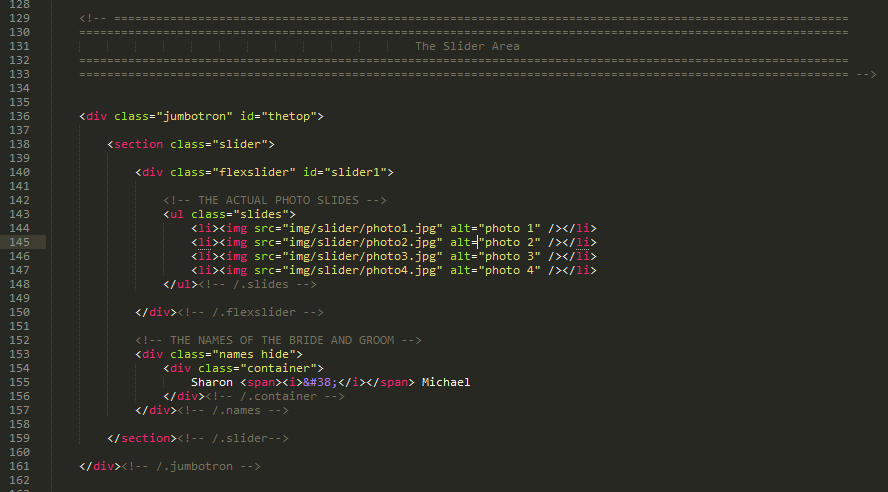 128
129 <!-- =========================================================================================================
130 ==============================================================================================================
131 The Slider Area
132 ==============================================================================================================
133 ============================================================================================================== -->
134
135
136 <div class="jumbotron" id="thetop">
137
138 <section class="slider">
139
140 <div class="flexslider" id="slider1">
141
142 <!-- THE ACTUAL PHOTO SLIDES -->
143 <ul class="slides">
144 <li><img src="img/slider/photo1.jpg" alt="photo 1" /></li>
145 <li><img src="img/slider/photo2.jpg" alt="photo 2" /></li>
146 <li><img src="img/slider/photo3.jpg" alt="photo 3" /></li>
147 <li><img src="img/slider/photo4.jpg" alt="photo 4" /></li>
148 </ul><!-- /.slides -->
149
150 </div><!-- /.flexslider -->
151
152 <!-- THE NAMES OF THE BRIDE AND GROOM -->
153 <div class="names hide">
154 <div class="container">
155 Sharon <span><i>&#38;</i></span> Michael
156 </div><!-- /.container -->
157 </div><!-- /.names -->
158
159 </section><!-- /.slider-->
160
161 </div><!-- /.jumbotron -->
162